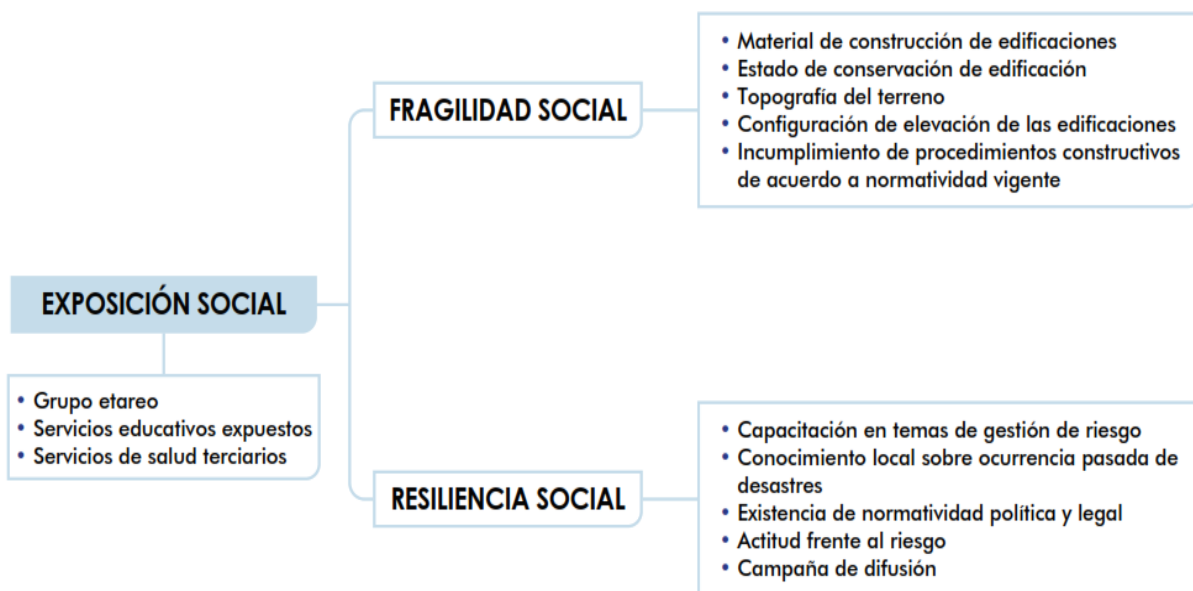 EXPOSICIÓN SOCIAL
• Grupo etareo
• Servicios educativos expuestos
• Servicios de salud terciarios
FRAGILIDAD SOCIAL
• Material de construcción de edificaciones
• Estado de conservación de edificación
• Topografía del terreno
• Configuración de elevación de las edificaciones
• Incumplimiento de procedimientos constructivos
de acuerdo a normatividad vigente
RESILIENCIA SOCIAL
• Capacitación en temas de gestión de riesgo
• Conocimiento local sobre ocurrencia pasada de
desastres
• Existencia de normatividad política y legal
• Actitud frente al riesgo
• Campaña de difusión